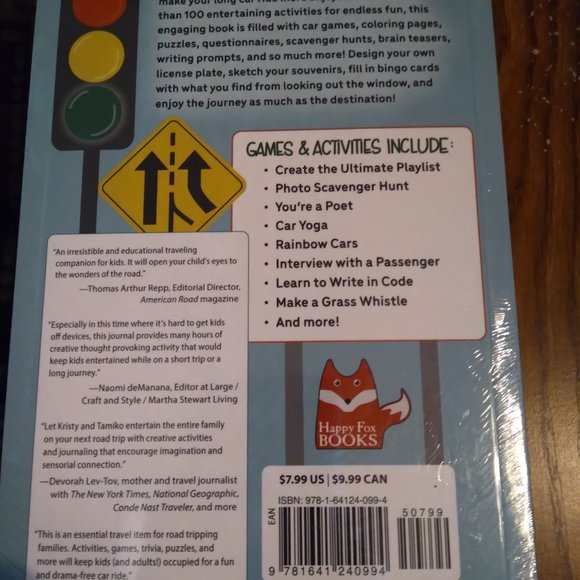 make your long car ride more enjoy
than 100 entertaining activities for endless fun, this
engaging book is filled with car games, coloring pages,
puzzles, questionnaires, scavenger hunts, brain teasers,
writing prompts, and so much more! Design your own
license plate, sketch your souvenirs, fill in bingo cards
with what you find from looking out the window, and
enjoy the journey as much as the destination!
GAMES & ACTIVITIES INCLUDE:
• Create the Ultimate Playlist
• Photo Scavenger Hunt
• You're a Poet
• Car Yoga
• Rainbow Cars
• Interview with a Passenger
• Learn to Write in Code
• Make a Grass Whistle
• And more!
"An irresistible and educational traveling
companion for kids. It will open your child's eyes to
the wonders of the road."
—Thomas Arthur Repp, Editorial Director,
American Road magazine
"Especially in this time where it's hard to get kids
off devices, this journal provides many hours of
creative thought provoking activity that would
keep kids entertained while on a short trip or a
long journey."
—Naomi deManana, Editor at Large /
Craft and Style / Martha Stewart Living
"Let Kristy and Tamiko entertain the entire family
on your next road trip with creative activities
and journaling that encourage imagination and
sensorial connection."
—Devorah Lev-Tov, mother and travel journalist
with The New York Times, National Geographic,
Conde Nast Traveler, and more
"This is an essential travel item for road tripping
families. Activities, games, trivia, puzzles, and
more will keep kids (and adults!) occupied for a fun
and drama-free car ride."
Happy Fox
BOOKS
$7.99 US | $9.99 CAN
ISBN: 978-1-64124-099-4
50799
EAN
9 781641 240994